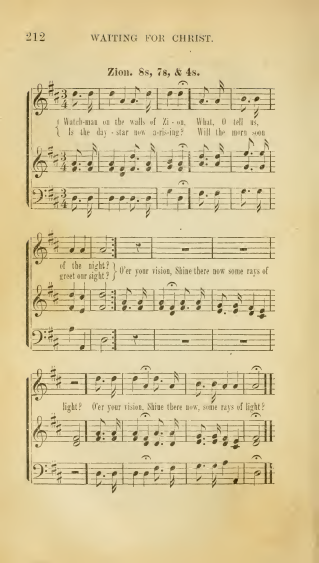 212 WAITING FOR CHRIST.
Zion. 8s, 7s, & 4s.
Watch-man on the walls of Zi - on, What, O tell us,
Is the day - star now a-ris-ing? Will the morn soon
of the night? O'er your vision, Shine there now some rays of
greet our sight?
light? O'er your vision, Shine there now, some rays of light?